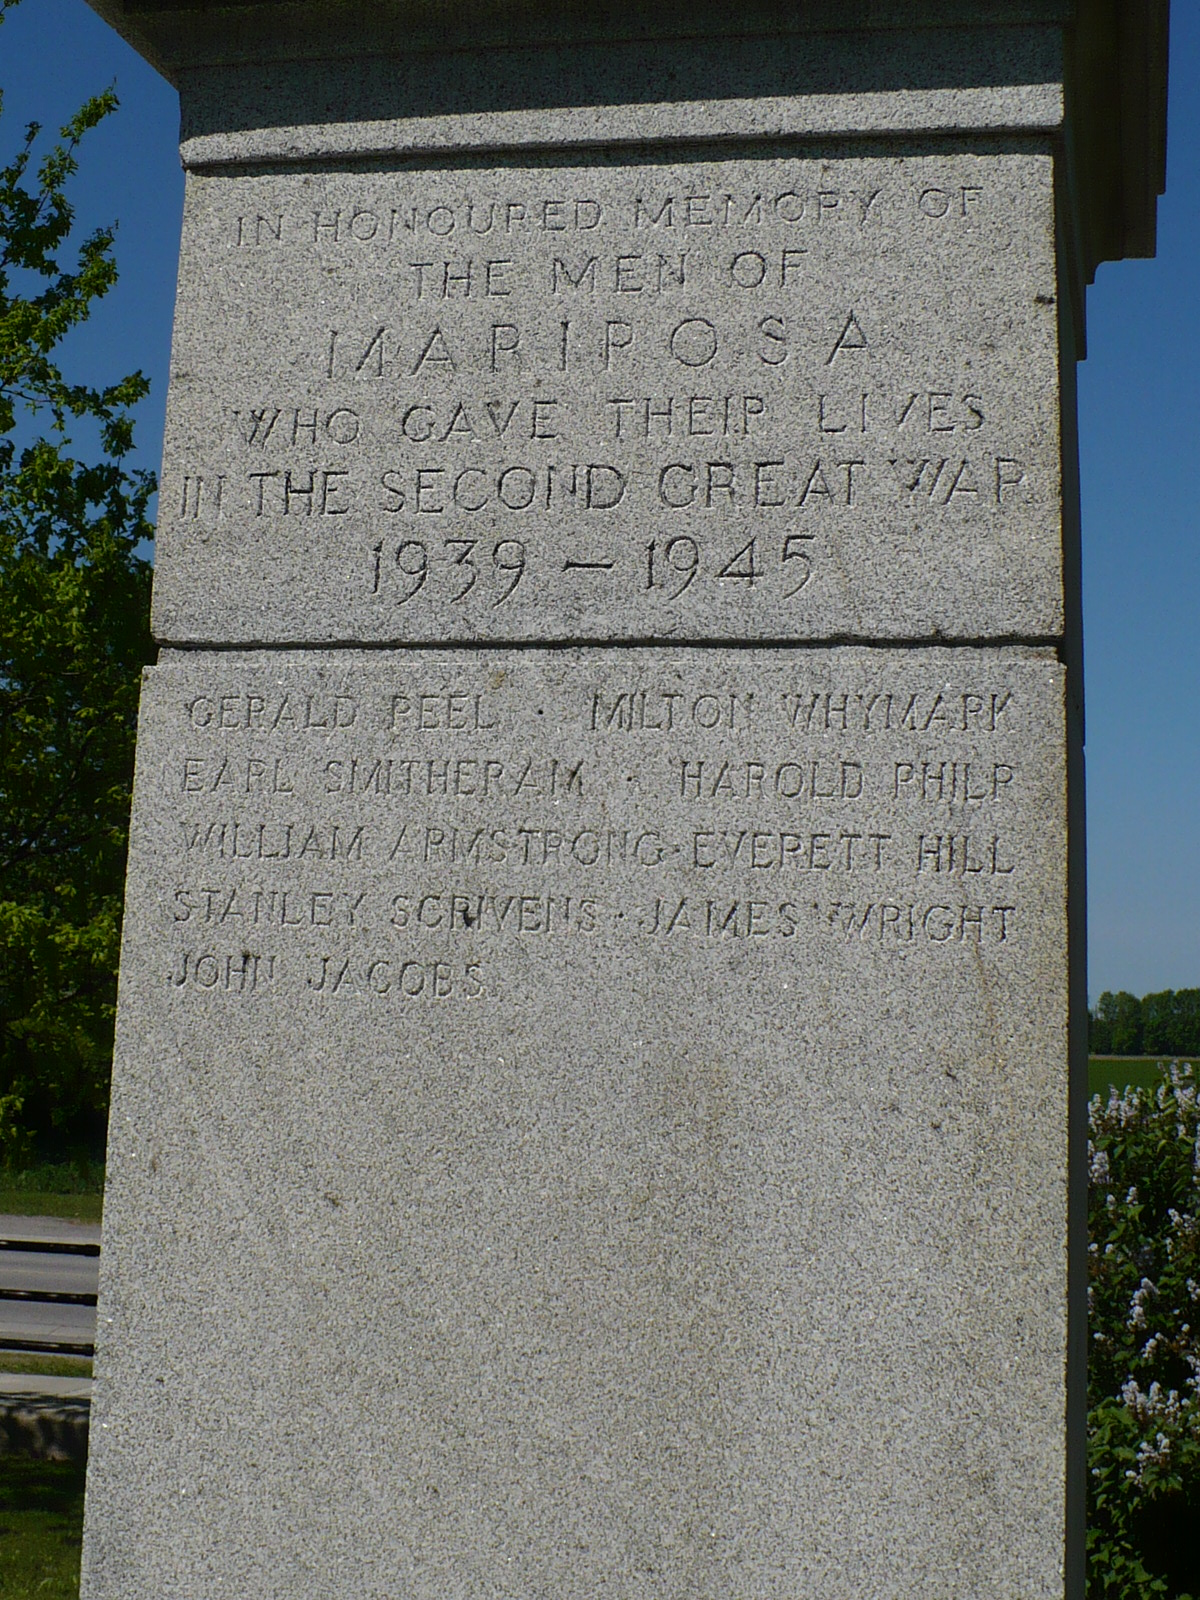 IN HONOURED MEMORY OF
THE MEN OF
MARIPOSA
WHO GAVE THEIR LIVES
IN THE SECOND GREAT WAR
1939 – 1945
GERALD PEEL · MILTON WHYMARK
EARL SMITHERAM · HAROLD PHILP
WILLIAM ARMSTRONG · EVERETT HILL
STANLEY SCRIVENS · JAMES WRIGHT
JOHN JACOBS